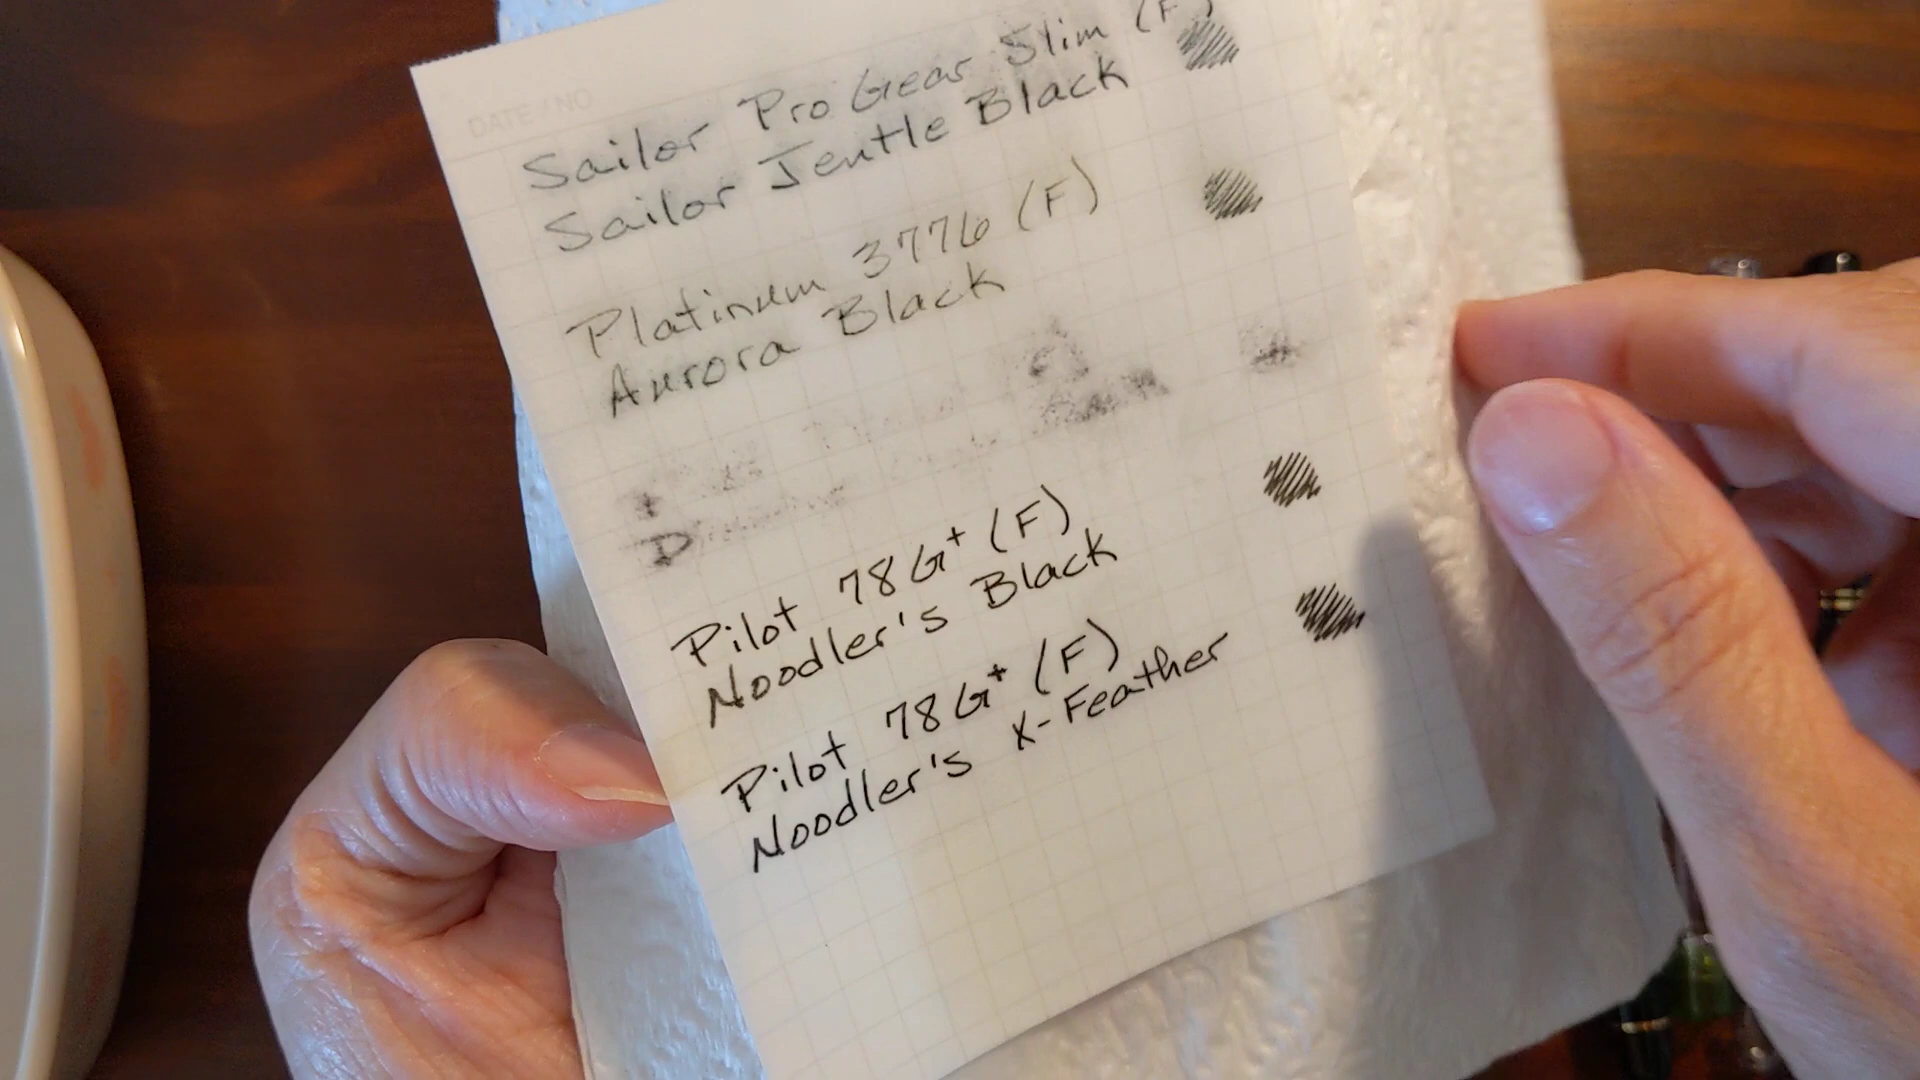 DATE / NO
Sailor Pro Gear Slim (F)
Sailor Jentle Black
Platinum 3776 (F)
Aurora Black
Pilot 78G+ (F)
Noodler's Black
Pilot 78G+ (F)
Noodler's X-Feather